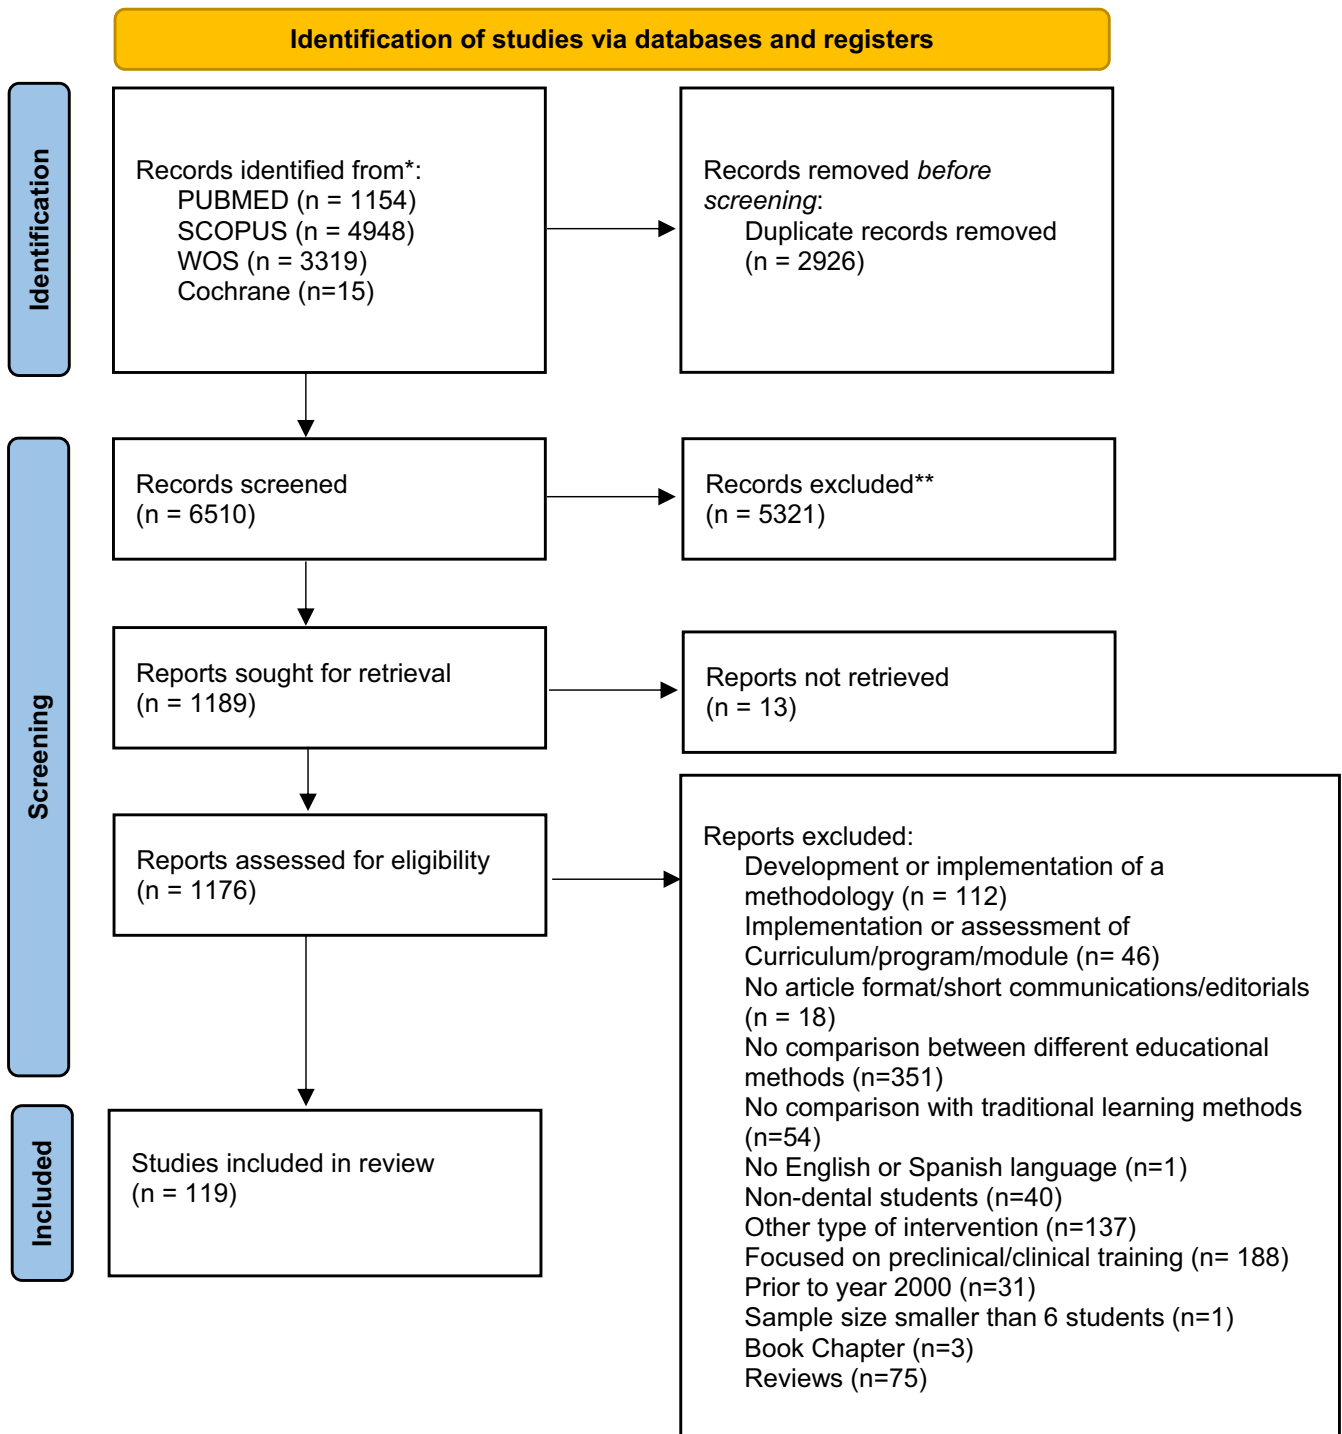 Identification of studies via databases and registers
Identification
Records identified from*:
PUBMED (n = 1154)
SCOPUS (n = 4948)
WOS (n = 3319)
Cochrane (n=15)
Records removed before
screening:
Duplicate records removed
(n = 2926)
Screening
Records screened
(n = 6510)
Records excluded**
(n = 5321)
Reports sought for retrieval
(n = 1189)
Reports not retrieved
(n = 13)
Reports assessed for eligibility
(n = 1176)
Reports excluded:
Development or implementation of a
methodology (n = 112)
Implementation or assessment of
Curriculum/program/module (n= 46)
No article format/short communications/editorials
(n = 18)
No comparison between different educational
methods (n=351)
No comparison with traditional learning methods
(n=54)
No English or Spanish language (n=1)
Non-dental students (n=40)
Other type of intervention (n=137)
Focused on preclinical/clinical training (n= 188)
Prior to year 2000 (n=31)
Sample size smaller than 6 students (n=1)
Book Chapter (n=3)
Reviews (n=75)
Included
Studies included in review
(n = 119)